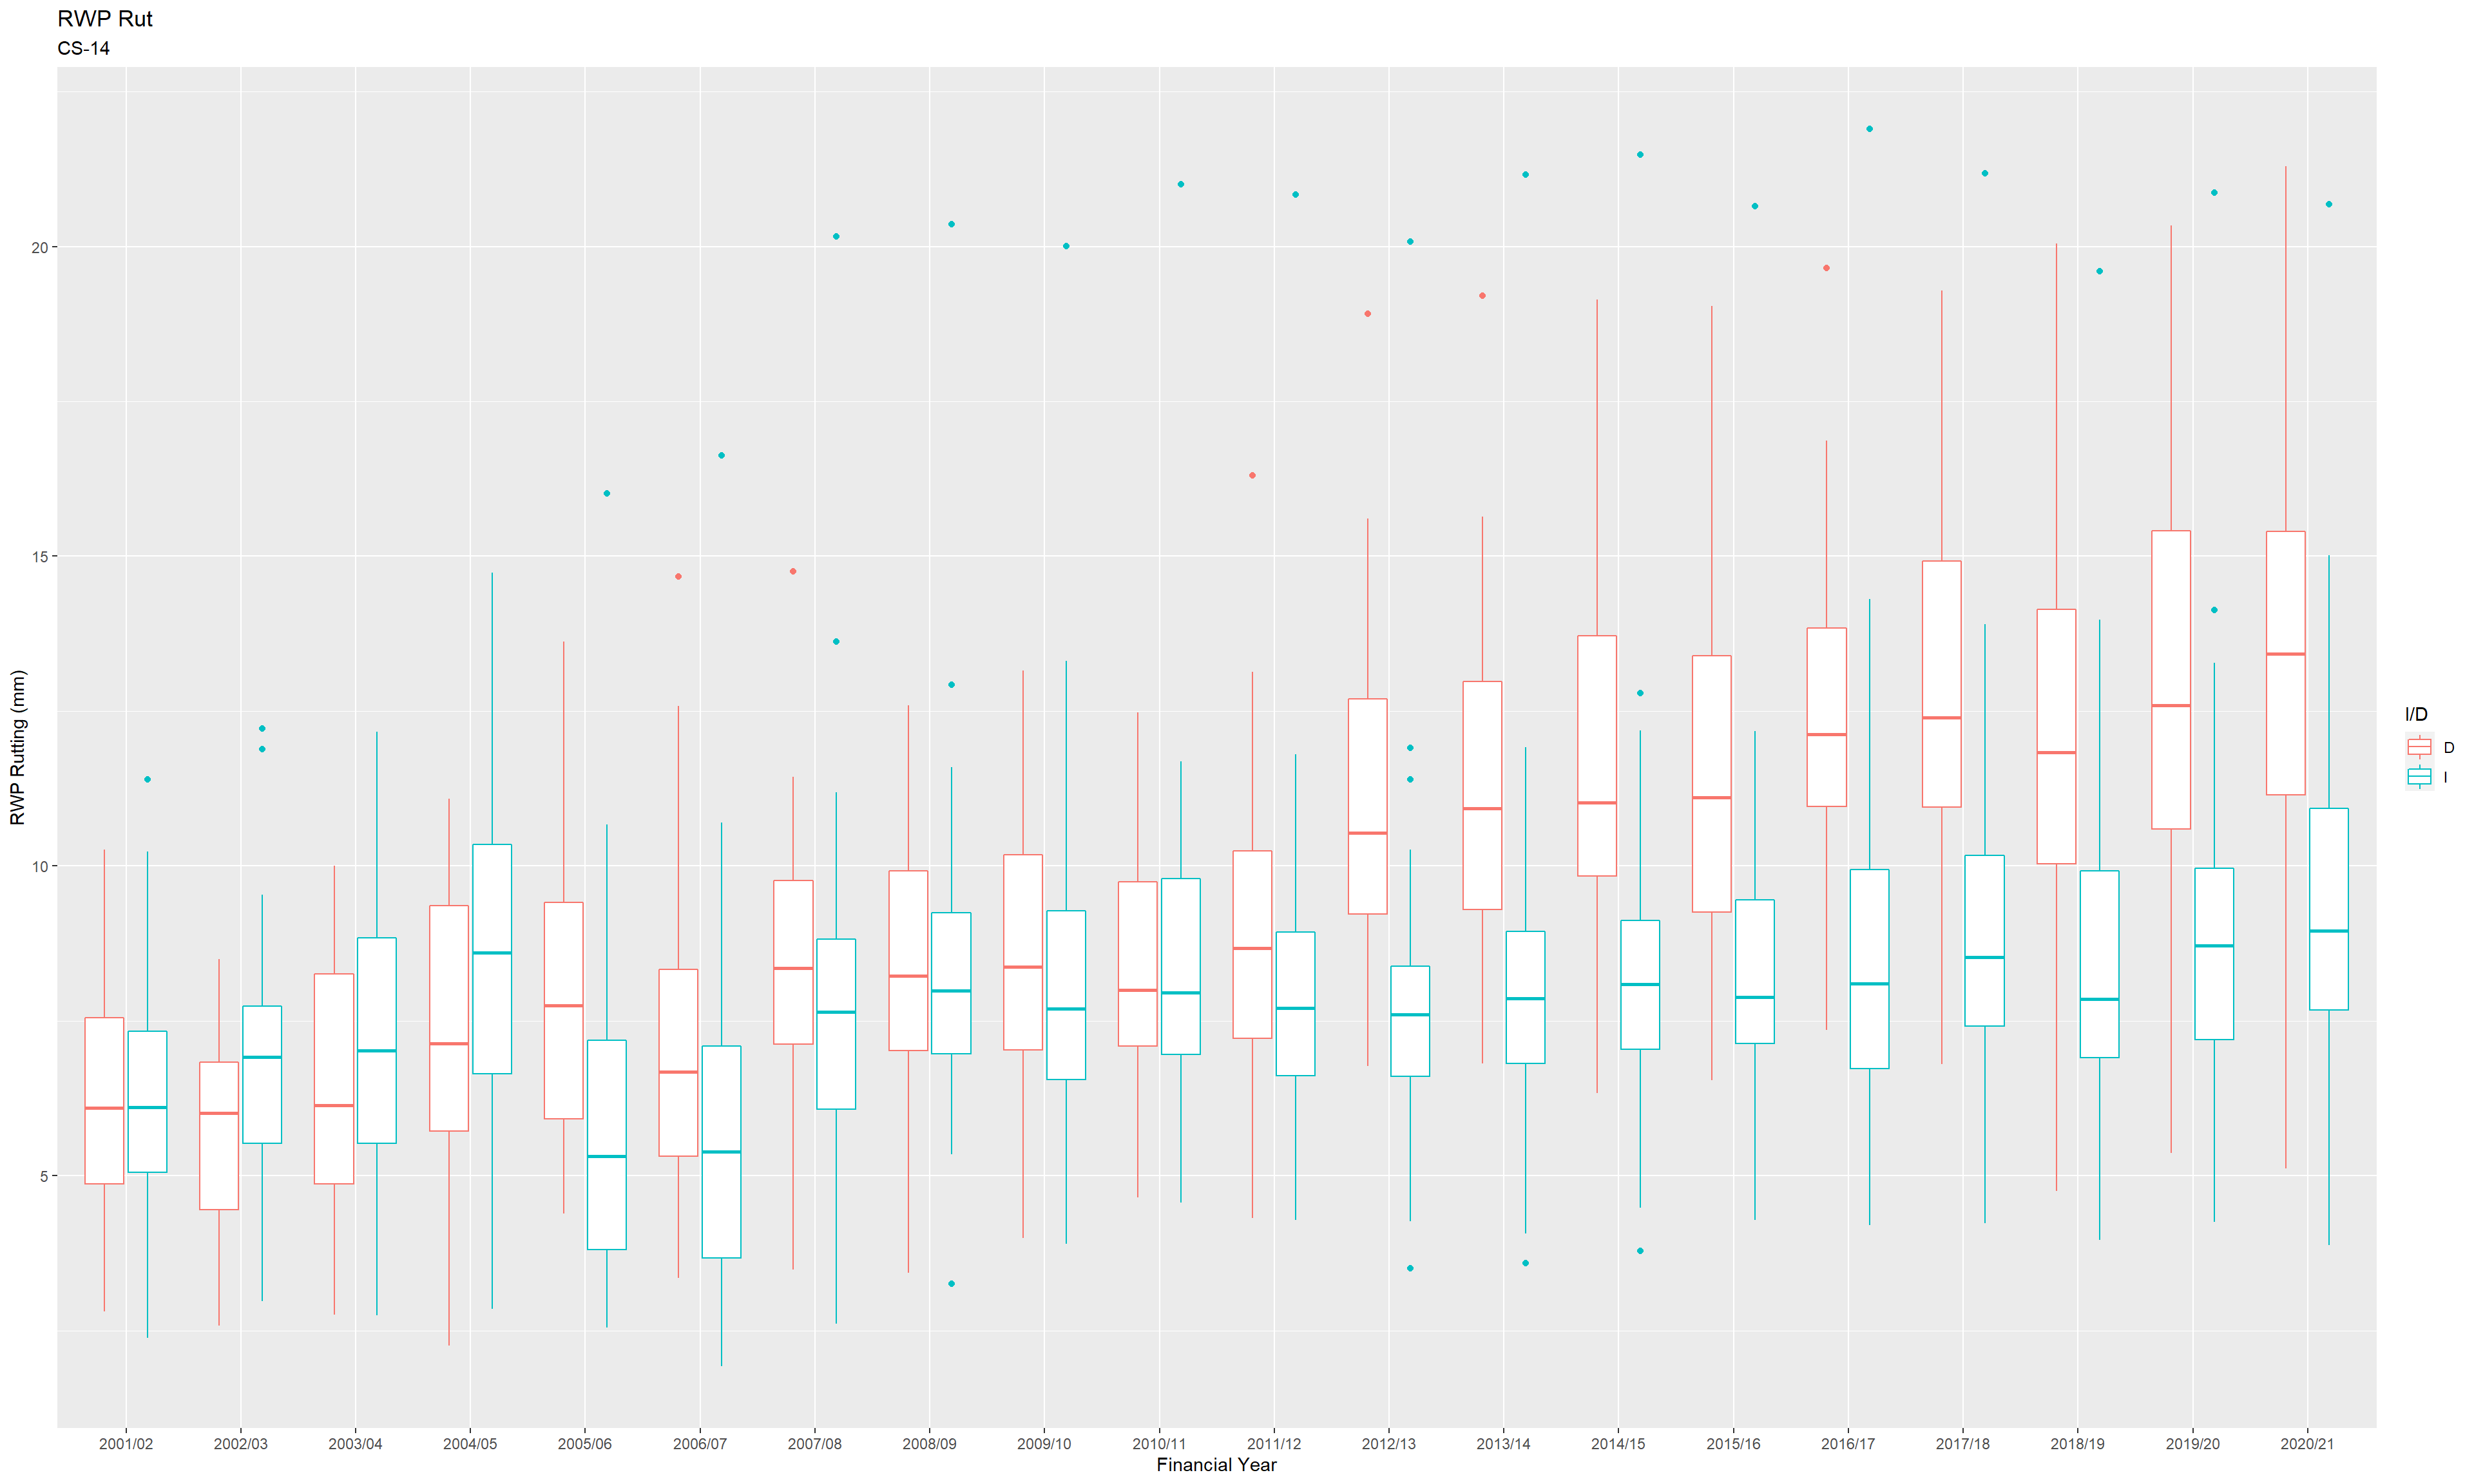 RWP Rut
CS-14
RWP Rutting (mm)
20
15
10
5
2001/02 2002/03 2003/04 2004/05 2005/06 2006/07 2007/08 2008/09 2009/10 2010/11 2011/12 2012/13 2013/14 2014/15 2015/16 2016/17 2017/18 2018/19 2019/20 2020/21
Financial Year
I/D
D
I